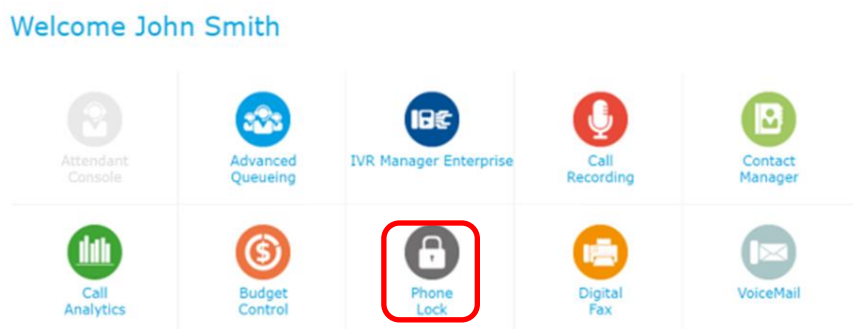 Welcome John Smith
Attendant
Console
Advanced
Queueing
IVR Manager Enterprise
Call
Recording
Contact
Manager
Call
Analytics
Budget
Control
Phone
Lock
Digital
Fax
VoiceMail